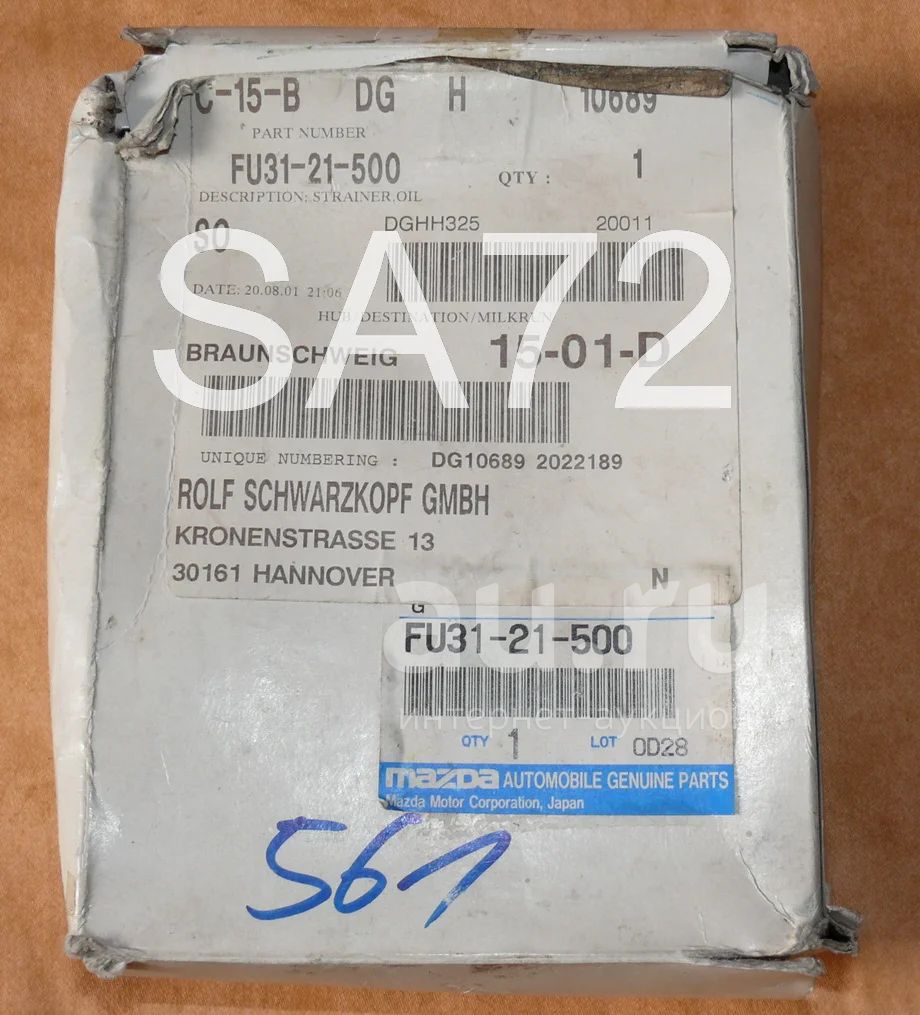 C-15-B DG H 10689
PART NUMBER
FU31-21-500 QTY : 1
DESCRIPTION: STRAINER,OIL
SO DGHH325 20011
SA72
DATE: 20.08.01 21:06
HUB/DESTINATION/MILKRUN
BRAUNSCHWEIG 15-01-D
UNIQUE NUMBERING : DG10689 2022189
ROLF SCHWARZKOPF GMBH
KRONENSTRASSE 13
30161 HANNOVER N
au.ru
G
FU31-21-500
интернет аукцион
QTY 1 LOT 0D28
mazda AUTOMOBILE GENUINE PARTS
Mazda Motor Corporation, Japan
561